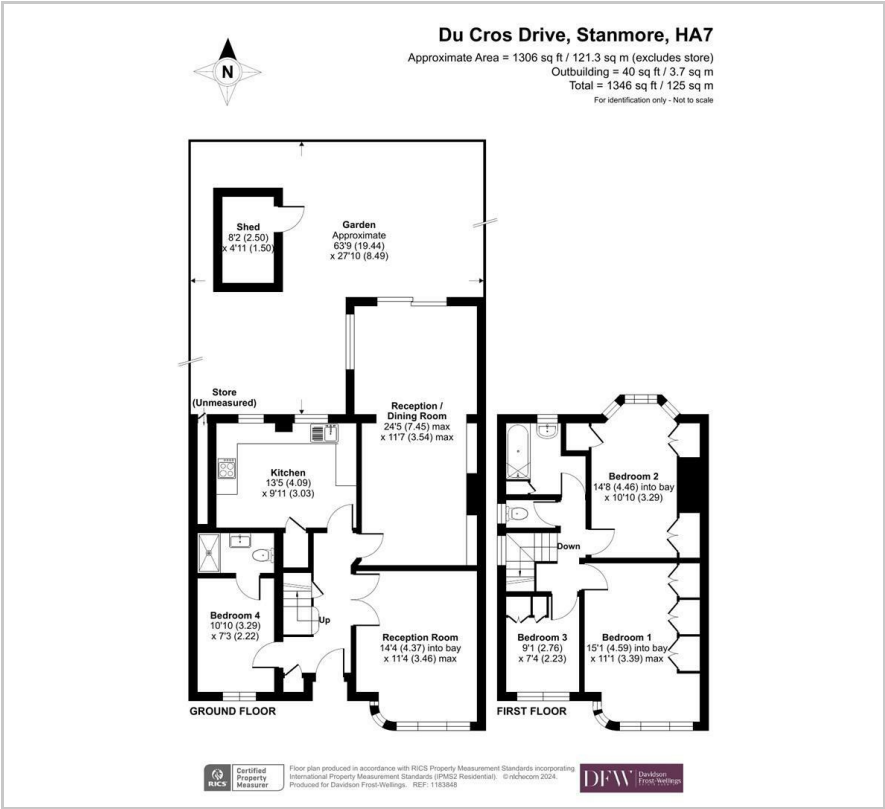 Du Cros Drive, Stanmore, HA7
Approximate Area = 1306 sq ft / 121.3 sq m (excludes store)
Outbuilding = 40 sq ft / 3.7 sq m
Total = 1346 sq ft / 125 sq m
For identification only - Not to scale
N
Shed
8'2 (2.50)
x 4'11 (1.50)
Garden
Approximate
63'9 (19.44)
x 27'10 (8.49)
Store
(Unmeasured)
Reception /
Dining Room
24'5 (7.45) max
x 11'7 (3.54) max
Kitchen
13'5 (4.09)
x 9'11 (3.03)
Bedroom 4
10'10 (3.29)
x 7'3 (2.22)
Up
Reception Room
14'4 (4.37) into bay
x 11'4 (3.46) max
GROUND FLOOR
Bedroom 2
14'8 (4.46) into bay
x 10'10 (3.29)
Down
Bedroom 3
9'1 (2.76)
x 7'4 (2.23)
Bedroom 1
15'1 (4.59) into bay
x 11'1 (3.39) max
FIRST FLOOR
RICS
Certified
Property
Measurer
Floor plan produced in accordance with RICS Property Measurement Standards incorporating
International Property Measurement Standards (IPMS2 Residential). © nichecom 2024.
Produced for Davidson Frost-Wellings. REF: 1183848
DFW
Davidson
Frost-Wellings